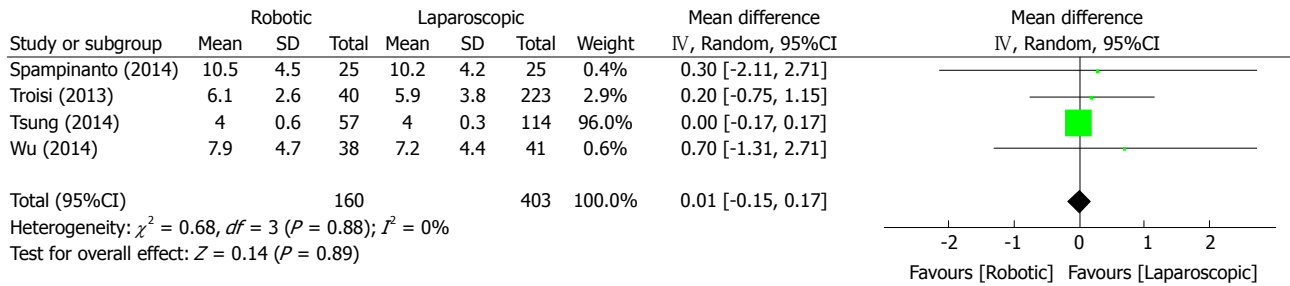 Robotic Laparoscopic Mean difference Mean difference
Study or subgroup Mean SD Total Mean SD Total Weight Ⅳ, Random, 95%CI Ⅳ, Random, 95%CI
Spampinanto (2014) 10.5 4.5 25 10.2 4.2 25 0.4% 0.30 [-2.11, 2.71]
Troisi (2013) 6.1 2.6 40 5.9 3.8 223 2.9% 0.20 [-0.75, 1.15]
Tsung (2014) 4 0.6 57 4 0.3 114 96.0% 0.00 [-0.17, 0.17]
Wu (2014) 7.9 4.7 38 7.2 4.4 41 0.6% 0.70 [-1.31, 2.71]
Total (95%CI) 160 403 100.0% 0.01 [-0.15, 0.17]
Heterogeneity: χ² = 0.68, df = 3 (P = 0.88); I² = 0%
Test for overall effect: Z = 0.14 (P = 0.89)
-2 -1 0 1 2
Favours [Robotic] Favours [Laparoscopic]